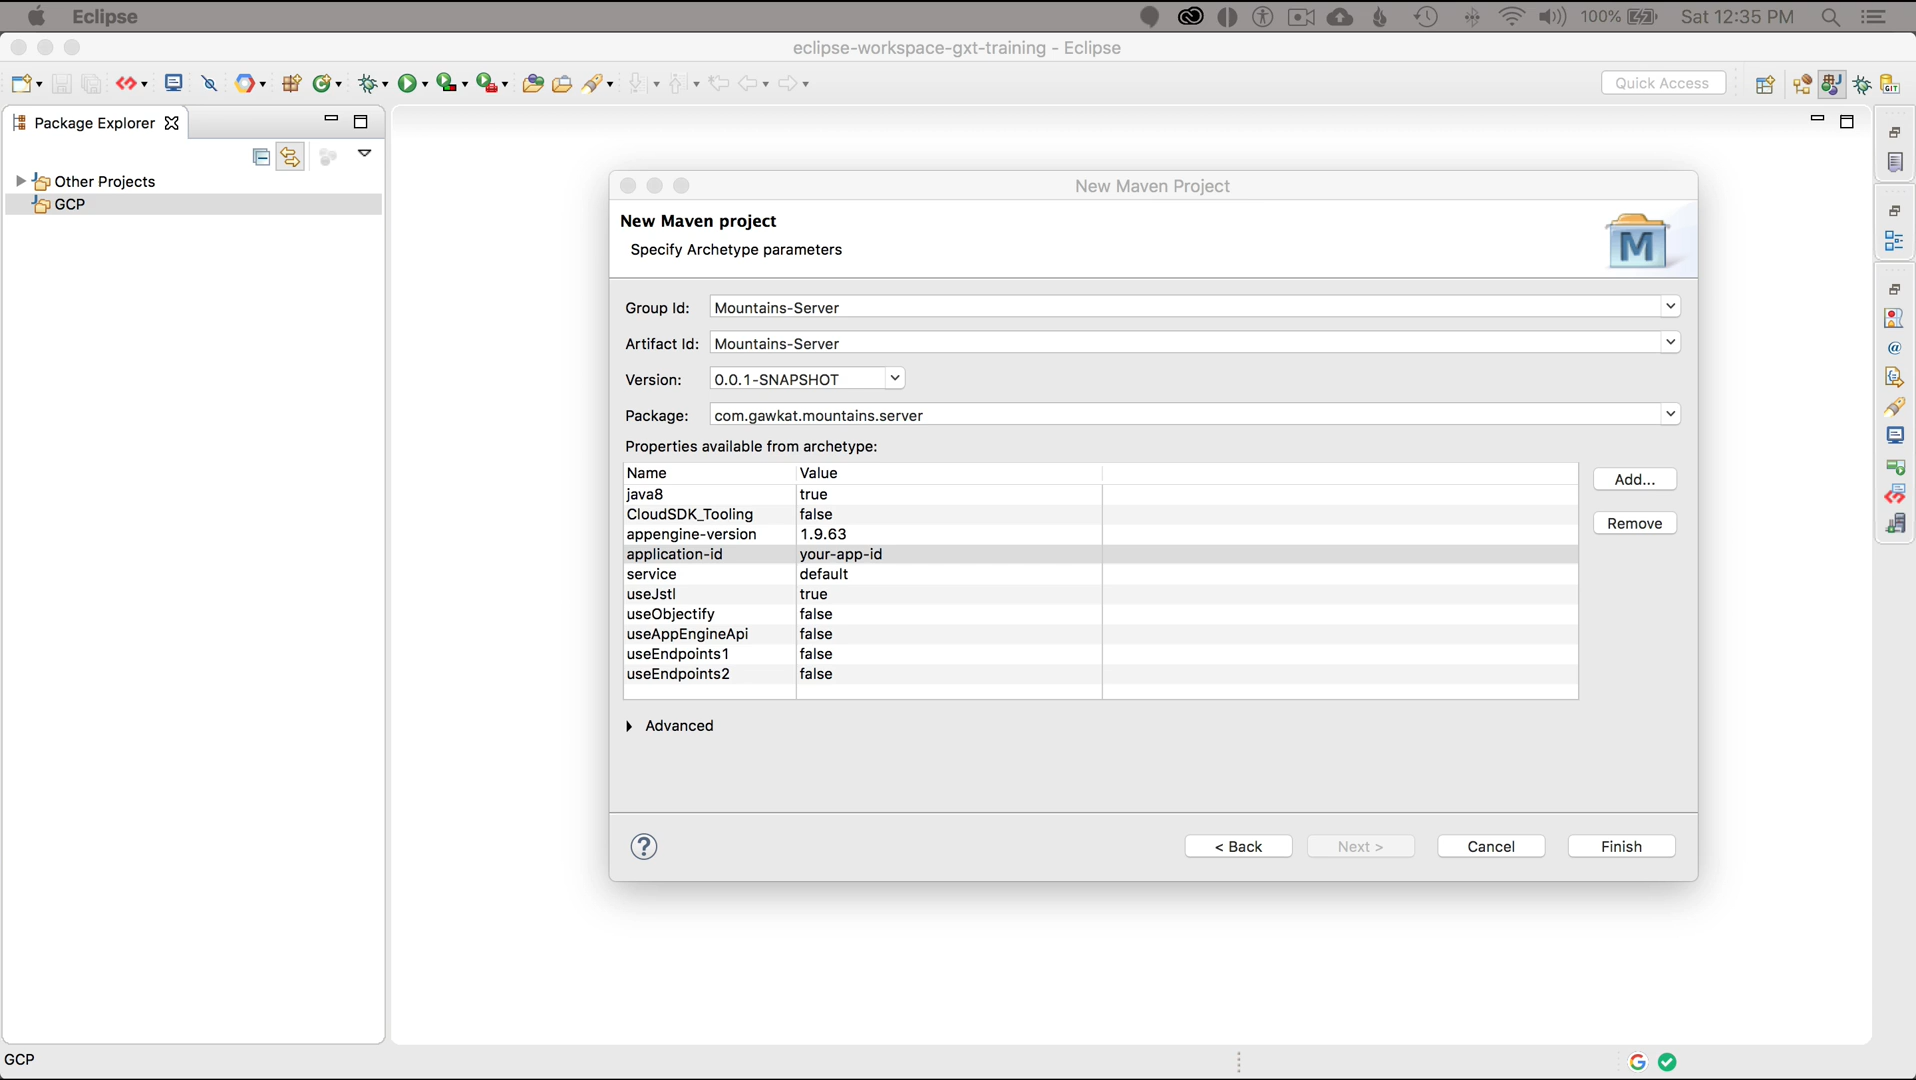 Eclipse
100%
Sat 12:35 PM
eclipse-workspace-gxt-training - Eclipse
Quick Access
GIT
Package Explorer
Other Projects
GCP
New Maven Project
New Maven project
Specify Archetype parameters
M
Group Id: Mountains-Server
Artifact Id: Mountains-Server
Version: 0.0.1-SNAPSHOT
Package: com.gawkat.mountains.server
Properties available from archetype:
Name Value
java8 true
CloudSDK_Tooling false
appengine-version 1.9.63
application-id your-app-id
service default
useJstl true
useObjectify false
useAppEngineApi false
useEndpoints1 false
useEndpoints2 false
Add...
Remove
Advanced
?
< Back
Next >
Cancel
Finish
GCP